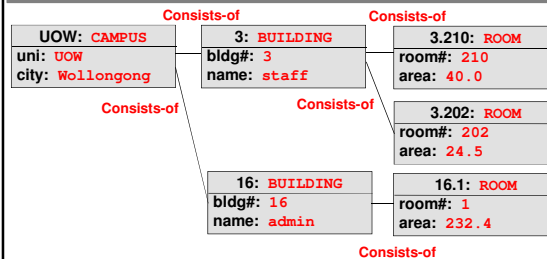 Consists-of
Consists-of
UOW: CAMPUS
uni: UOW
city: Wollongong
3: BUILDING
bldg#: 3
name: staff
3.210: ROOM
room#: 210
area: 40.0
Consists-of
Consists-of
3.202: ROOM
room#: 202
area: 24.5
16: BUILDING
bldg#: 16
name: admin
16.1: ROOM
room#: 1
area: 232.4
Consists-of